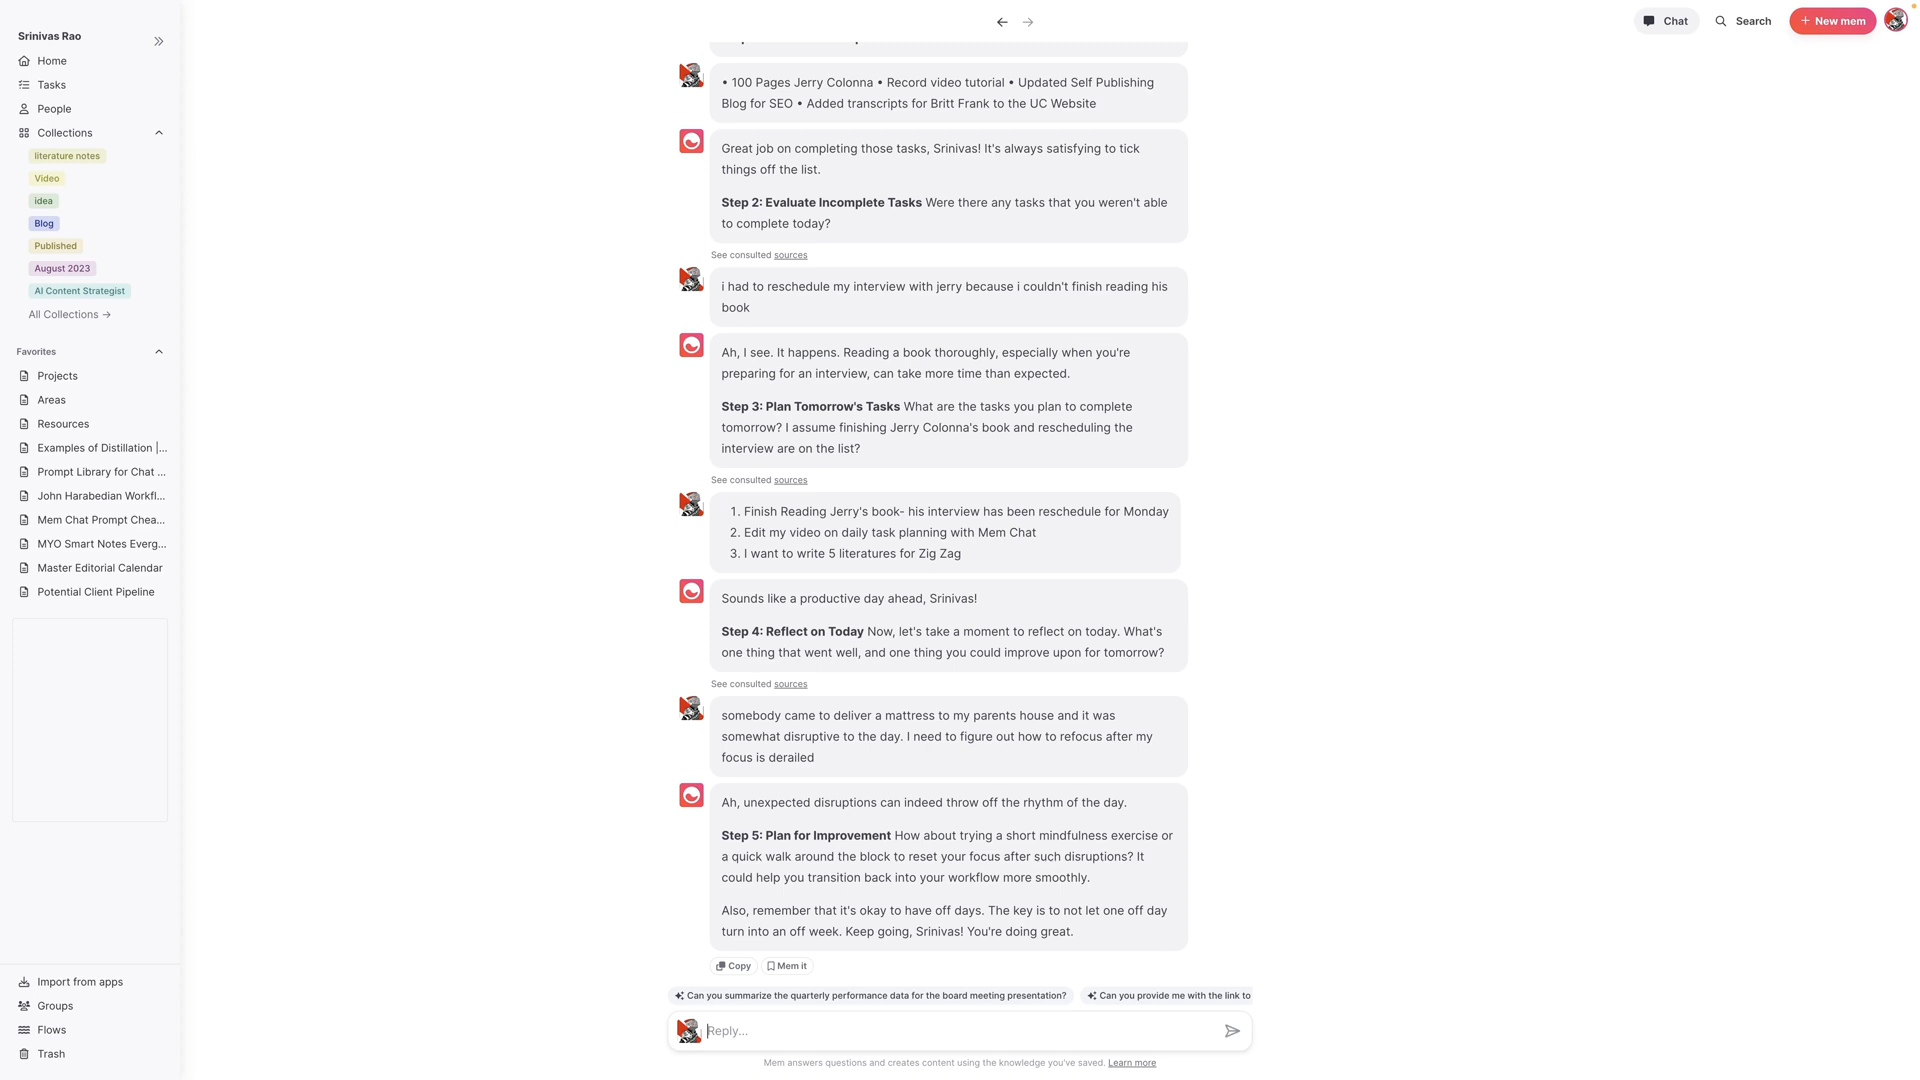 Srinivas Rao
Home
Tasks
People
Collections
literature notes
Video
idea
Blog
Published
August 2023
AI Content Strategist
All Collections →
Favorites
Projects
Areas
Resources
Examples of Distillation |...
Prompt Library for Chat ...
John Harabedian Workfl...
Mem Chat Prompt Chea...
MYO Smart Notes Everg...
Master Editorial Calendar
Potential Client Pipeline
Import from apps
Groups
Flows
Trash
Chat
Search
+ New mem
• 100 Pages Jerry Colonna • Record video tutorial • Updated Self Publishing
Blog for SEO • Added transcripts for Britt Frank to the UC Website
Great job on completing those tasks, Srinivas! It's always satisfying to tick
things off the list.
Step 2: Evaluate Incomplete Tasks Were there any tasks that you weren't able
to complete today?
See consulted sources
i had to reschedule my interview with jerry because i couldn't finish reading his
book
Ah, I see. It happens. Reading a book thoroughly, especially when you're
preparing for an interview, can take more time than expected.
Step 3: Plan Tomorrow's Tasks What are the tasks you plan to complete
tomorrow? I assume finishing Jerry Colonna's book and rescheduling the
interview are on the list?
See consulted sources
1. Finish Reading Jerry's book- his interview has been reschedule for Monday
2. Edit my video on daily task planning with Mem Chat
3. I want to write 5 literatures for Zig Zag
Sounds like a productive day ahead, Srinivas!
Step 4: Reflect on Today Now, let's take a moment to reflect on today. What's
one thing that went well, and one thing you could improve upon for tomorrow?
See consulted sources
somebody came to deliver a mattress to my parents house and it was
somewhat disruptive to the day. I need to figure out how to refocus after my
focus is derailed
Ah, unexpected disruptions can indeed throw off the rhythm of the day.
Step 5: Plan for Improvement How about trying a short mindfulness exercise or
a quick walk around the block to reset your focus after such disruptions? It
could help you transition back into your workflow more smoothly.
Also, remember that it's okay to have off days. The key is to not let one off day
turn into an off week. Keep going, Srinivas! You're doing great.
Copy
Mem it
Can you summarize the quarterly performance data for the board meeting presentation?
Can you provide me with the link to
Reply...
Mem answers questions and creates content using the knowledge you've saved. Learn more